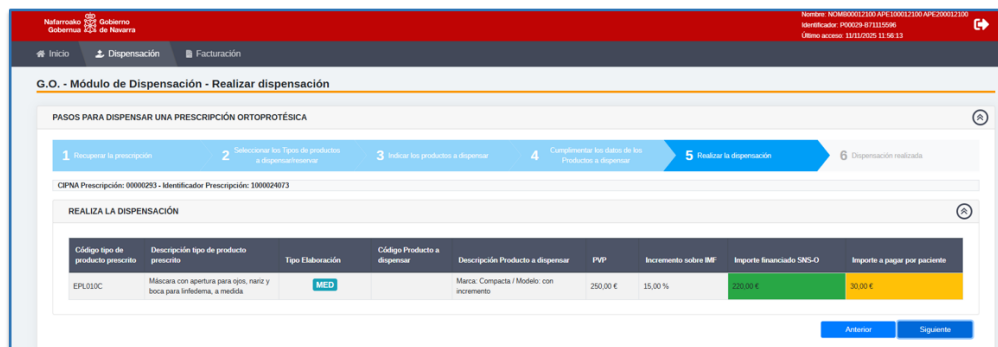 Nafarroako Gobierno
Gobernua de Navarra
Nombre: NOMB00012100 APE100012100 APE200012100
Identificador: P00029-871115596
Último acceso: 11/11/2025 11:56:13
Inicio Dispensación Facturación
G.O. - Módulo de Dispensación - Realizar dispensación
PASOS PARA DISPENSAR UNA PRESCRIPCIÓN ORTOPROTÉSICA
1 Recuperar la prescripción
2 Seleccionar los Tipos de productos
a dispensar/reservar
3 Indicar los productos a dispensar
4 Cumplimentar los datos de los
Productos a dispensar
5 Realizar la dispensación
6 Dispensación realizada
CIPNA Prescripción: 00000293 - Identificador Prescripción: 1000024073
REALIZA LA DISPENSACIÓN
Código tipo de
producto prescrito
Descripción tipo de producto
prescrito
Tipo Elaboración
Código Producto a
dispensar
Descripción Producto a dispensar
PVP
Incremento sobre IMF
Importe financiado SNS-O
Importe a pagar por paciente
EPL010C
Máscara con apertura para ojos, nariz y
boca para linfedema, a medida
MED
Marca: Compacta / Modelo: con
incremento
250,00 €
15,00 %
220,00 €
30,00 €
Anterior Siguiente